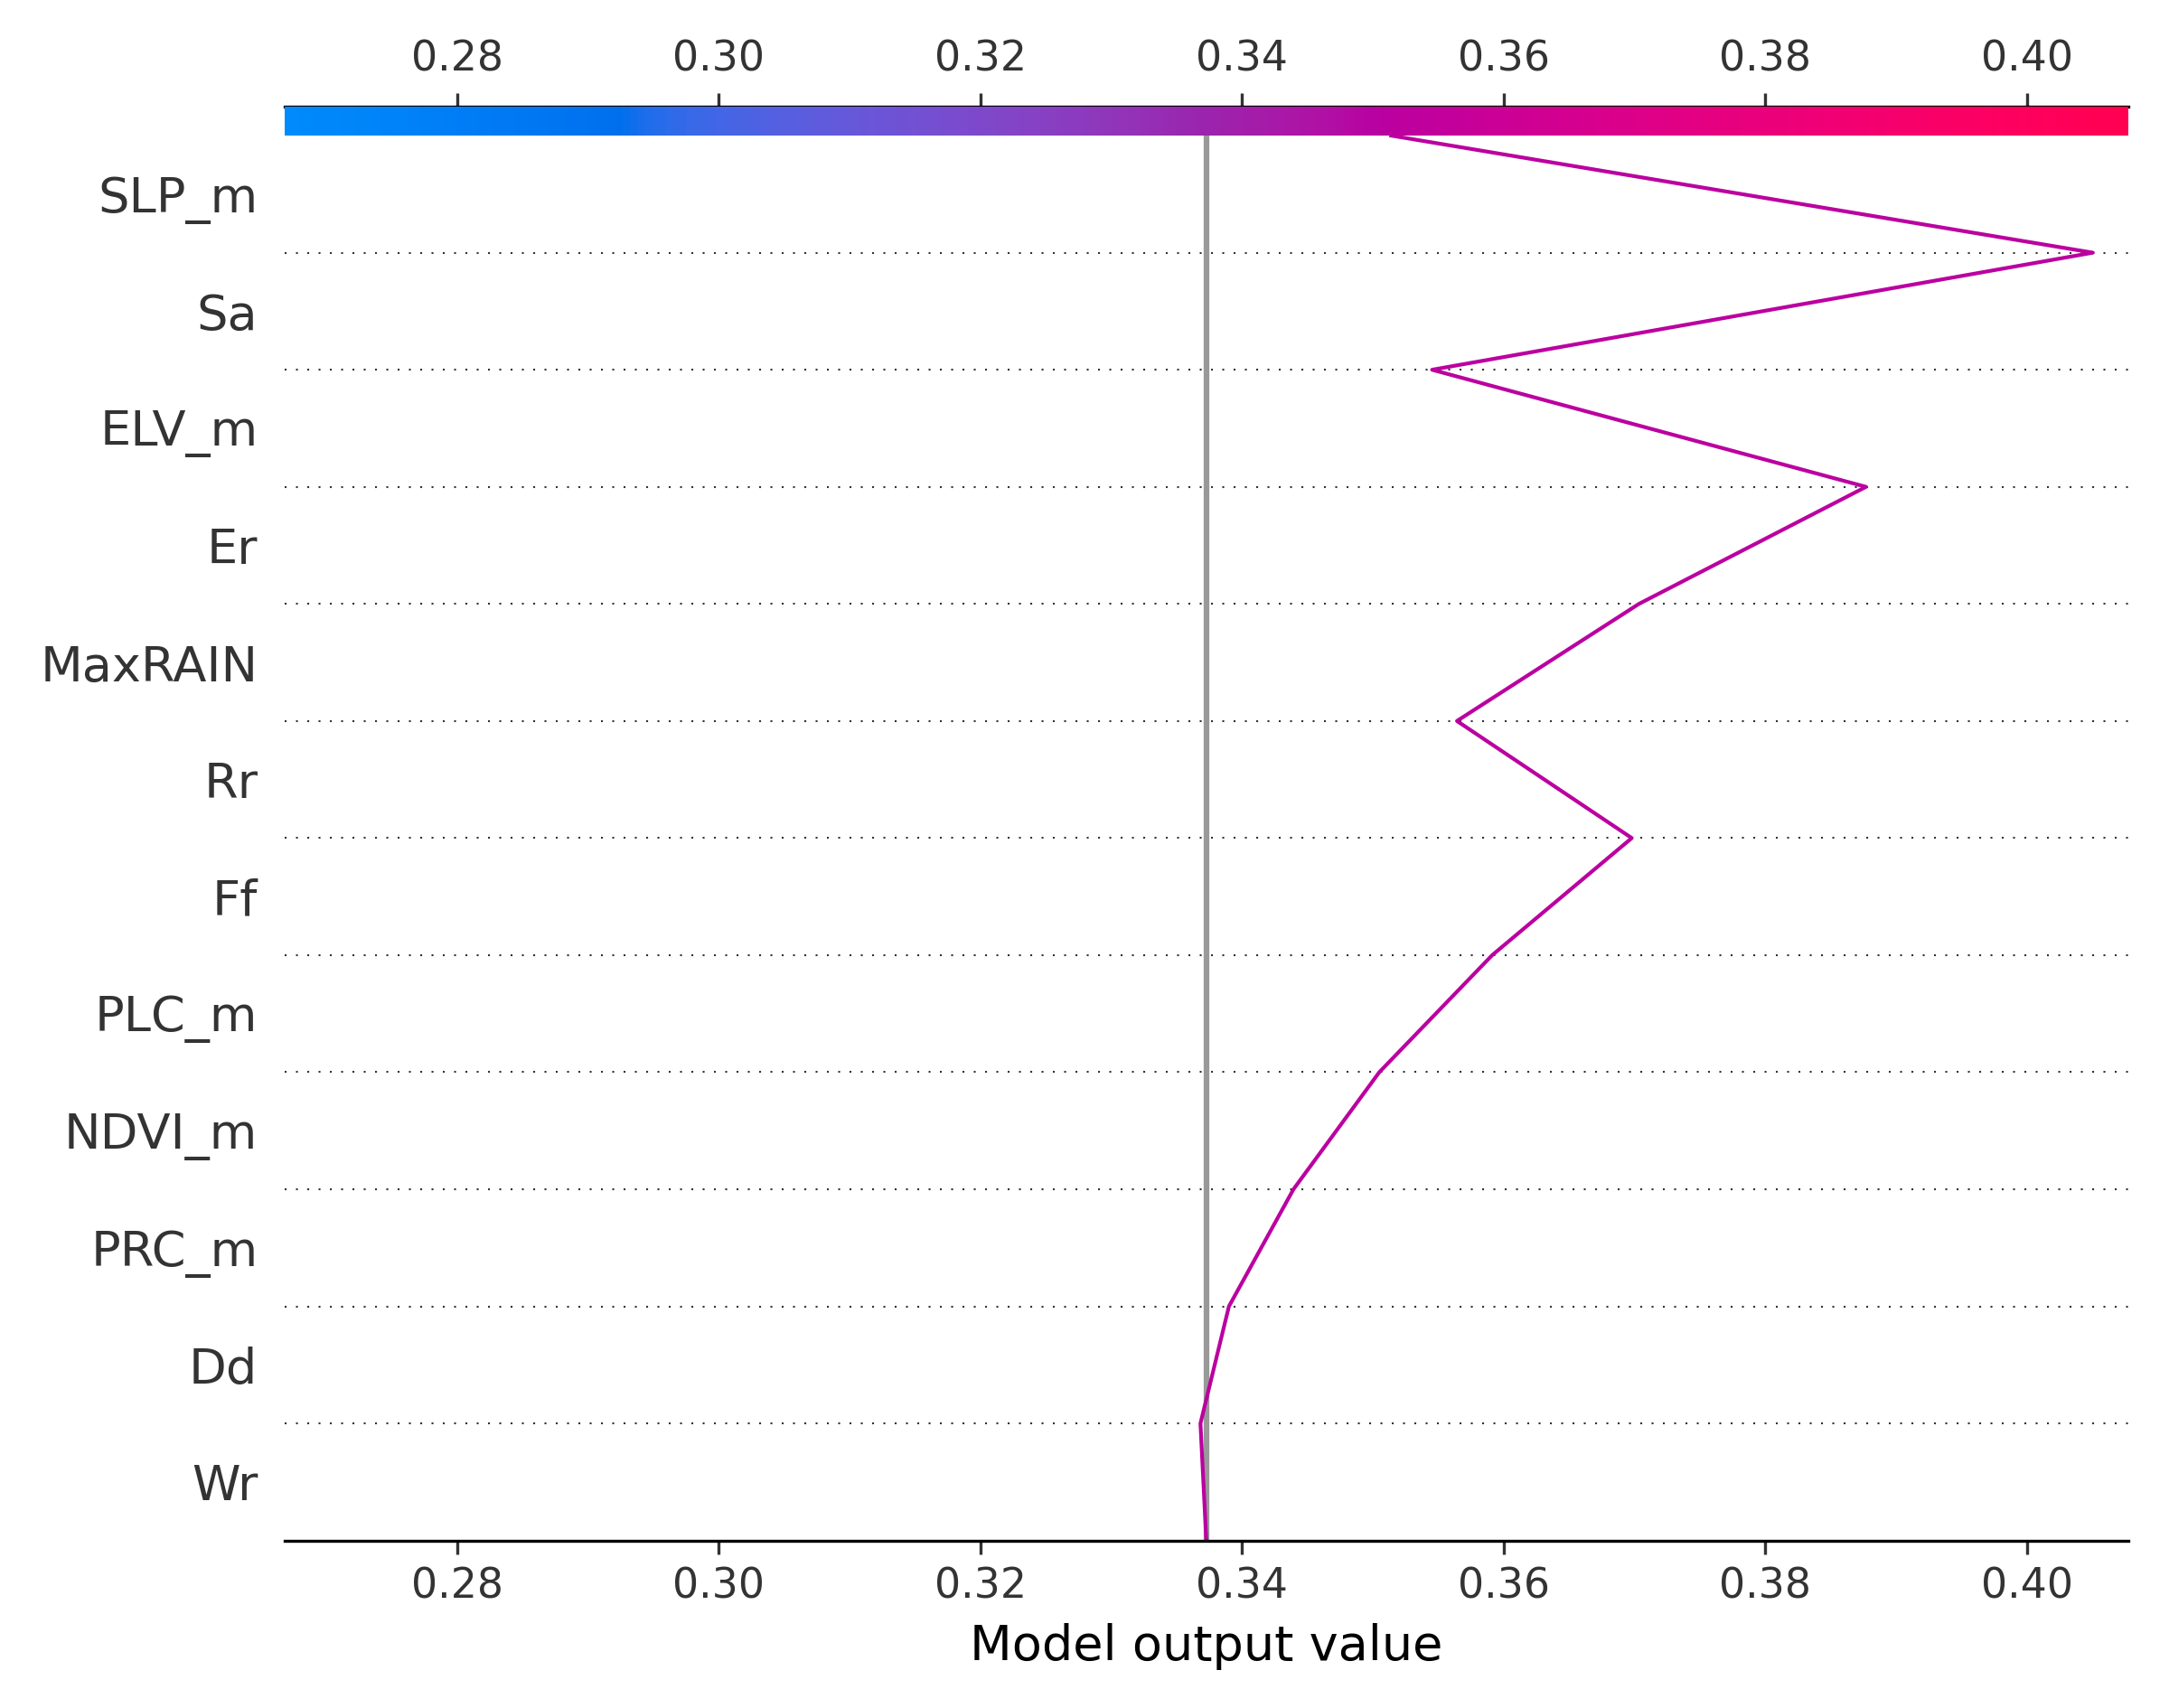 0.28 0.30 0.32 0.34 0.36 0.38 0.40
SLP_m
Sa
ELV_m
Er
MaxRAIN
Rr
Ff
PLC_m
NDVI_m
PRC_m
Dd
Wr
0.28 0.30 0.32 0.34 0.36 0.38 0.40
Model output value